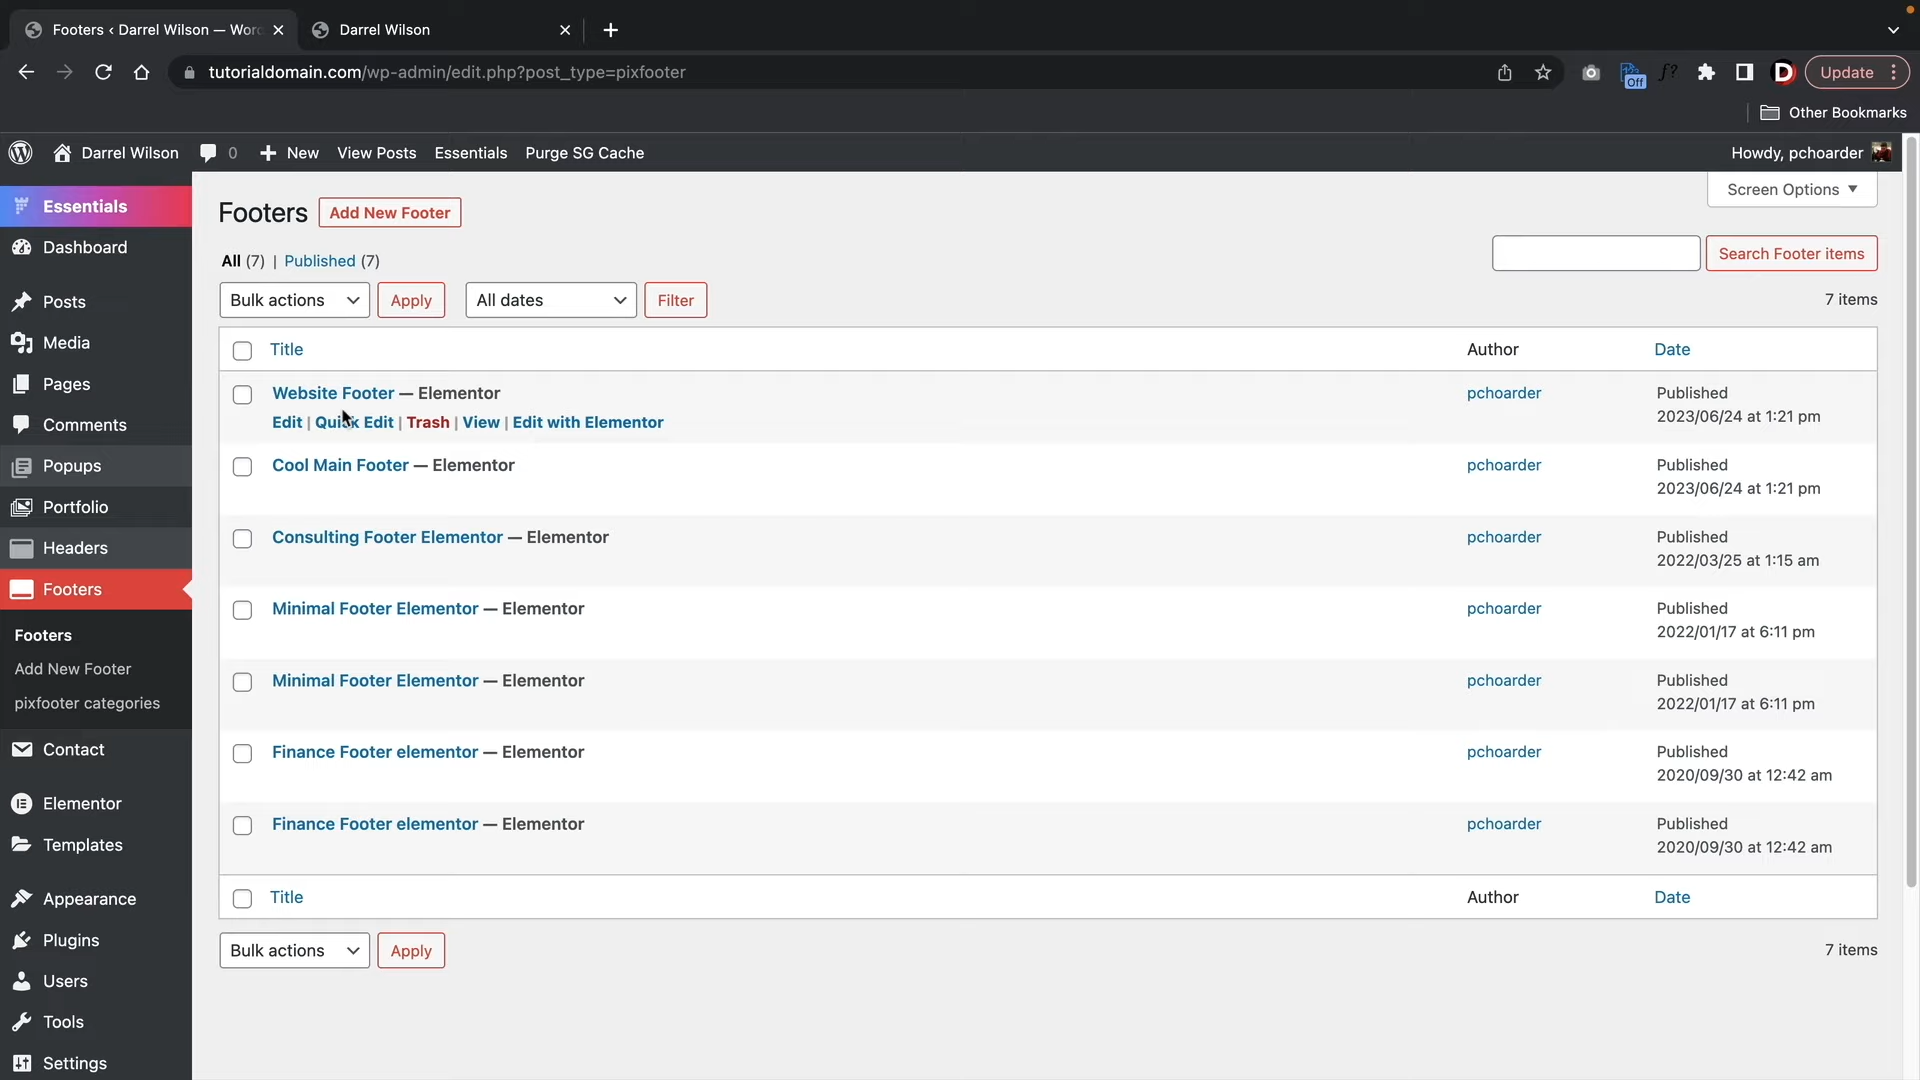 Footers ‹ Darrel Wilson — Worc
Darrel Wilson
tutorialdomain.com/wp-admin/edit.php?post_type=pixfooter
Off
f?
D
Update
Other Bookmarks
Darrel Wilson
0
New
View Posts
Essentials
Purge SG Cache
Howdy, pchoarder
Essentials
Dashboard
Posts
Media
Pages
Comments
Popups
Portfolio
Headers
Footers
Footers
Add New Footer
pixfooter categories
Contact
Elementor
Templates
Appearance
Plugins
Users
Tools
Settings
Screen Options
Footers
Add New Footer
All (7) | Published (7)
Search Footer items
Bulk actions
Apply
All dates
Filter
7 items
Title Author Date
Website Footer — Elementor pchoarder Published
2023/06/24 at 1:21 pm
Edit | Quick Edit | Trash | View | Edit with Elementor
Cool Main Footer — Elementor pchoarder Published
2023/06/24 at 1:21 pm
Consulting Footer Elementor — Elementor pchoarder Published
2022/03/25 at 1:15 am
Minimal Footer Elementor — Elementor pchoarder Published
2022/01/17 at 6:11 pm
Minimal Footer Elementor — Elementor pchoarder Published
2022/01/17 at 6:11 pm
Finance Footer elementor — Elementor pchoarder Published
2020/09/30 at 12:42 am
Finance Footer elementor — Elementor pchoarder Published
2020/09/30 at 12:42 am
Title Author Date
Bulk actions
Apply
7 items